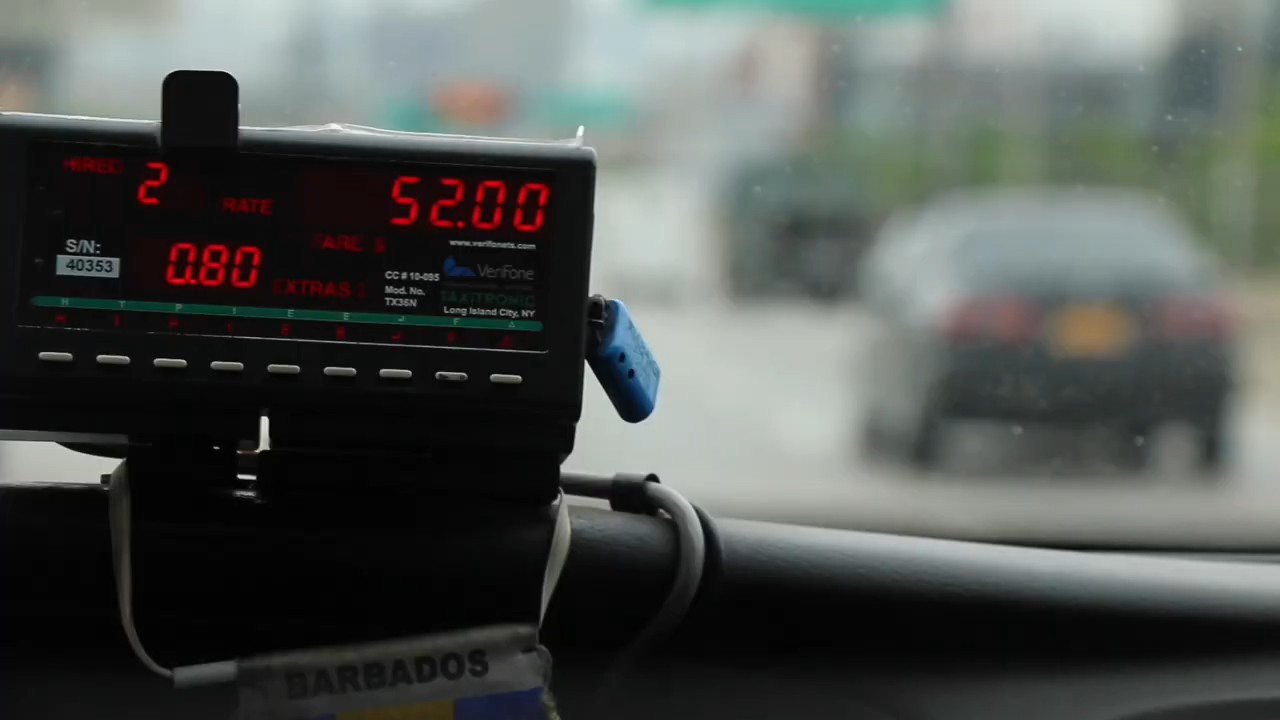 HIRED
2
RATE
52.00
FARE $
www.verifonets.com
S/N:
40353
0.80
EXTRAS $
CC # 10-095
Mod. No.
TX36N
VeriFone
TAXITRONIC
Long Island City, NY
H T P I E E J F A
BARBADOS